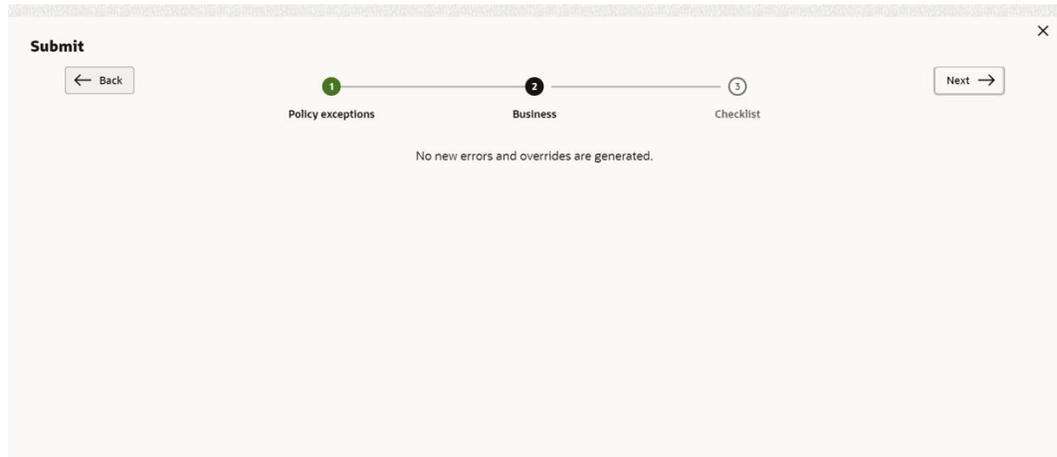 Submit
Back
Next
1
2
3
Policy exceptions
Business
Checklist
No new errors and overrides are generated.